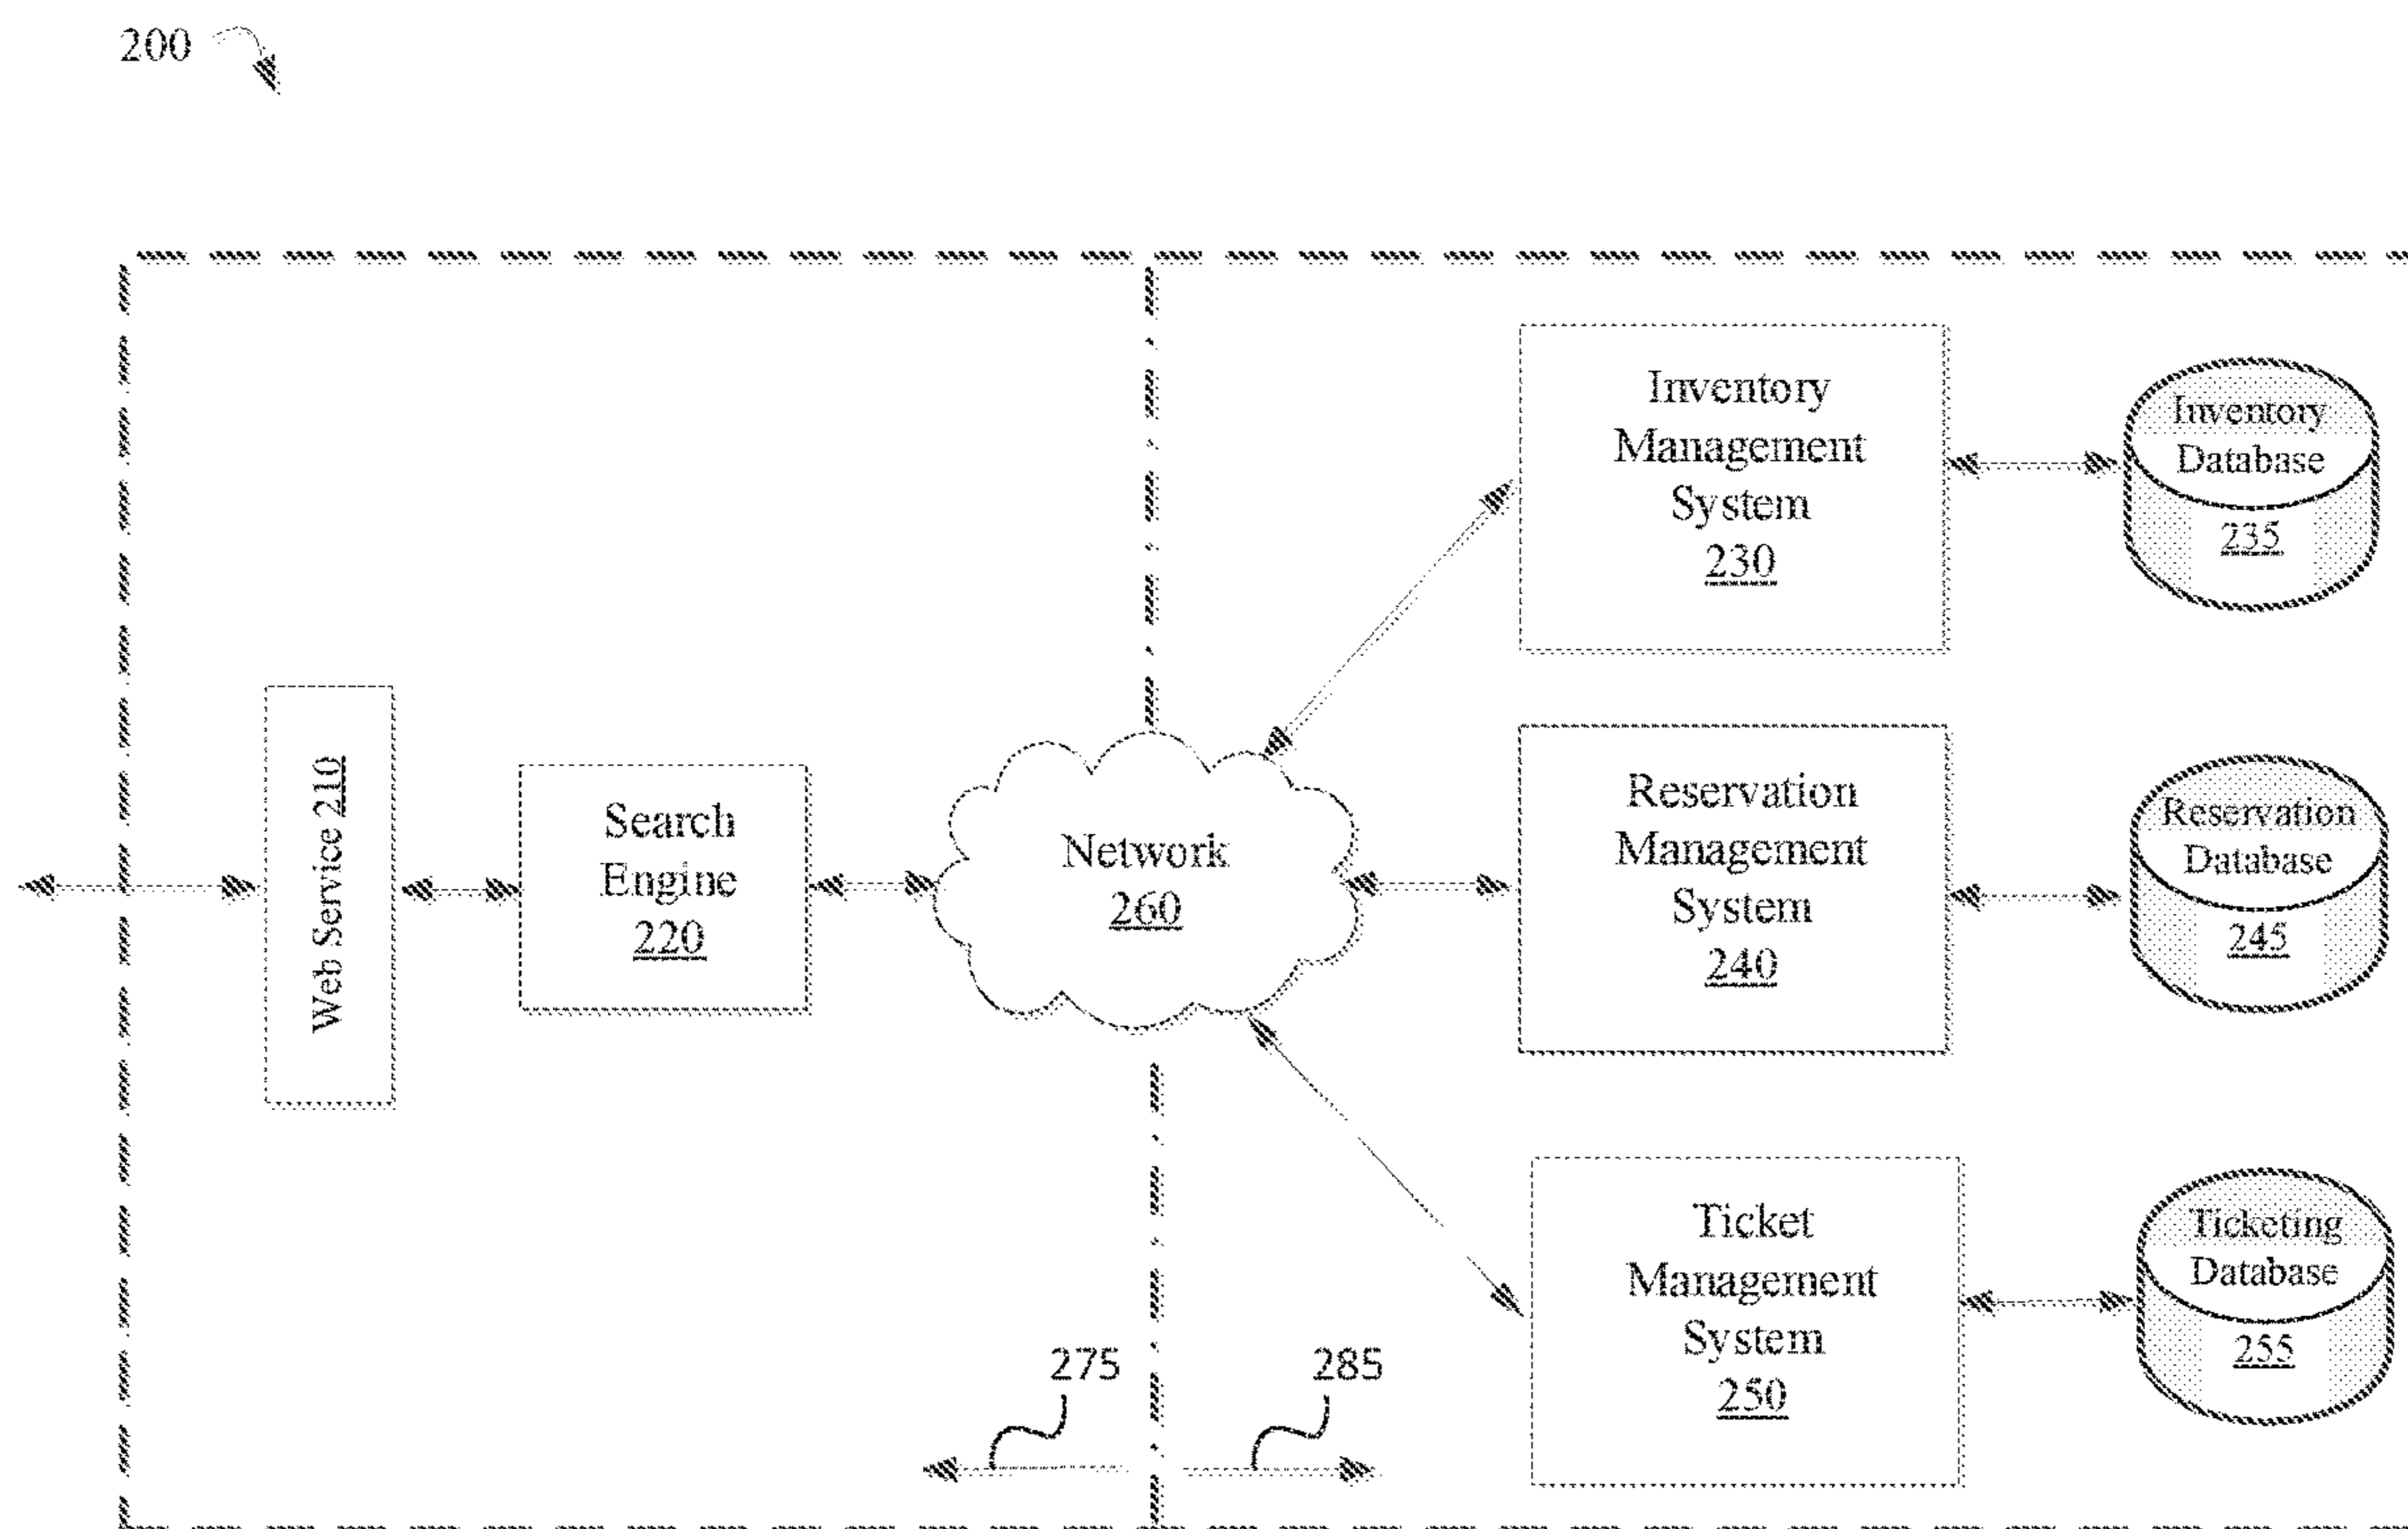 200
Inventory
Management
System
230
Inventory
Database
235
Web Service 210
Search
Engine
220
Network
260
Reservation
Management
System
240
Reservation
Database
245
Ticket
Management
System
250
Ticketing
Database
255
275
285